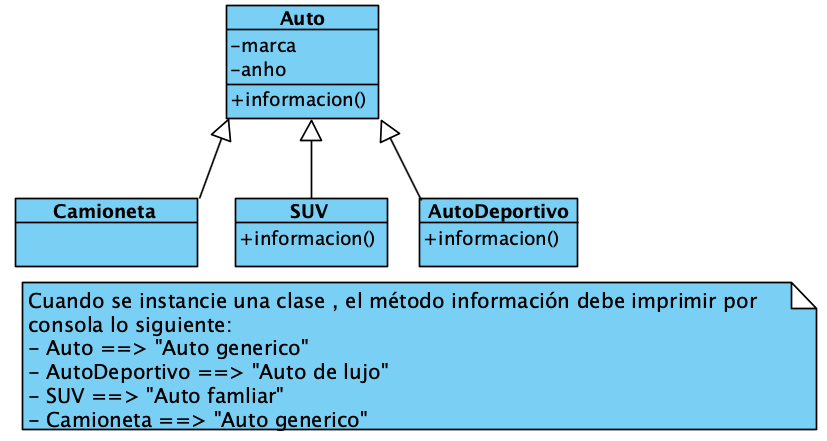 Auto
-marca
-anho
+informacion()
Camioneta
SUV
+informacion()
AutoDeportivo
+informacion()
Cuando se instancie una clase , el método información debe imprimir por
consola lo siguiente:
- Auto ==> "Auto generico"
- AutoDeportivo ==> "Auto de lujo"
- SUV ==> "Auto famliar"
- Camioneta ==> "Auto generico"